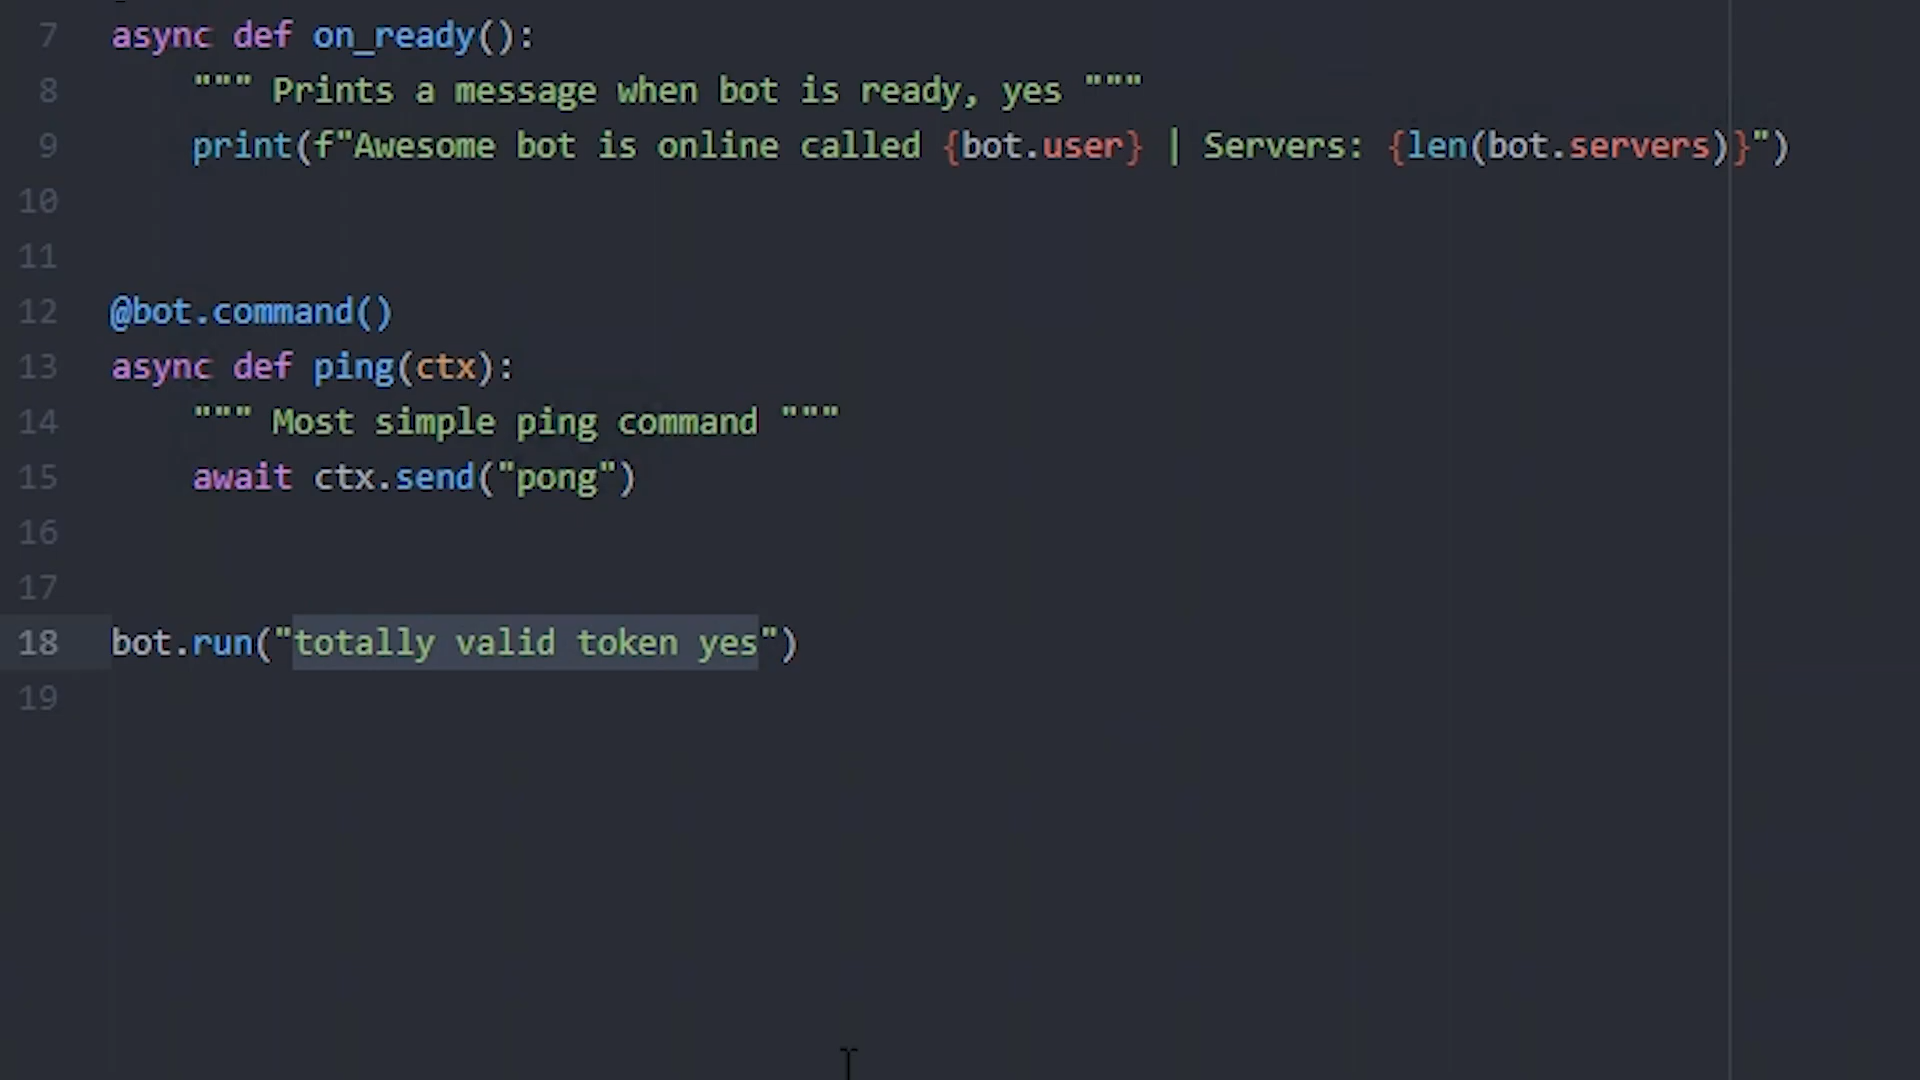 7 async def on_ready():
8 """ Prints a message when bot is ready, yes """
9 print(f"Awesome bot is online called {bot.user} | Servers: {len(bot.servers)}")
10
11
12 @bot.command()
13 async def ping(ctx):
14 """ Most simple ping command """
15 await ctx.send("pong")
16
17
18 bot.run("totally valid token yes")
19